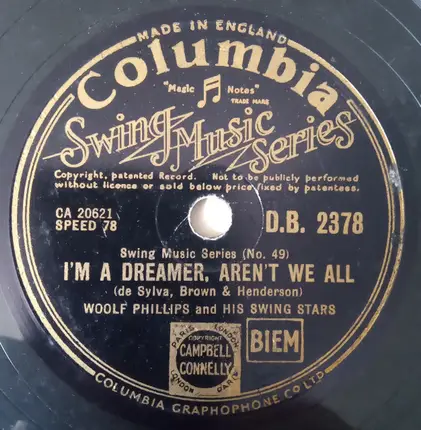 MADE IN ENGLAND
Columbia
"Magic Notes"
TRADE MARK
Swing Music Series
Copyright, patented Record. Not to be publicly performed
without licence or sold below price fixed by patentees.
CA 20621
SPEED 78
D.B. 2378
Swing Music Series (No. 49)
I'M A DREAMER, AREN'T WE ALL
(de Sylva, Brown & Henderson)
WOOLF PHILLIPS and HIS SWING STARS
PARIS LONDON
COPYRIGHT
CAMPBELL
CONNELLY
LONDON PARIS
BIEM
COLUMBIA GRAPHOPHONE CO LTD